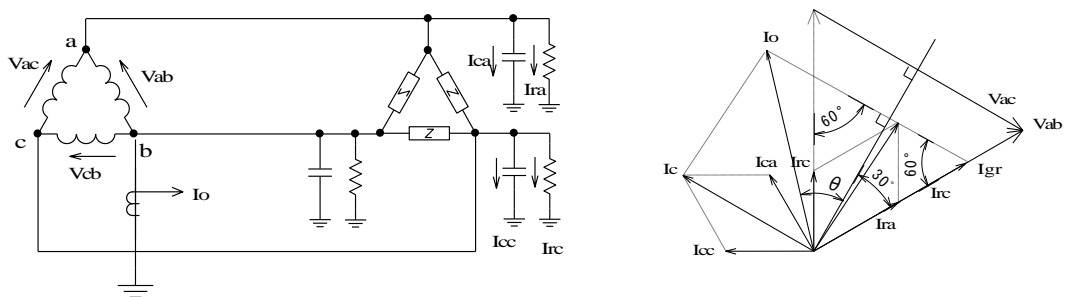 a
Vac
Vab
c
b
Vcb
Io
Z
Z
Z
Ica
Ira
Icc
Irc
Io
60°
Vac
Vab
Ic
Ica
Irc
θ
30°
60°
Igr
Irc
Ira
Icc